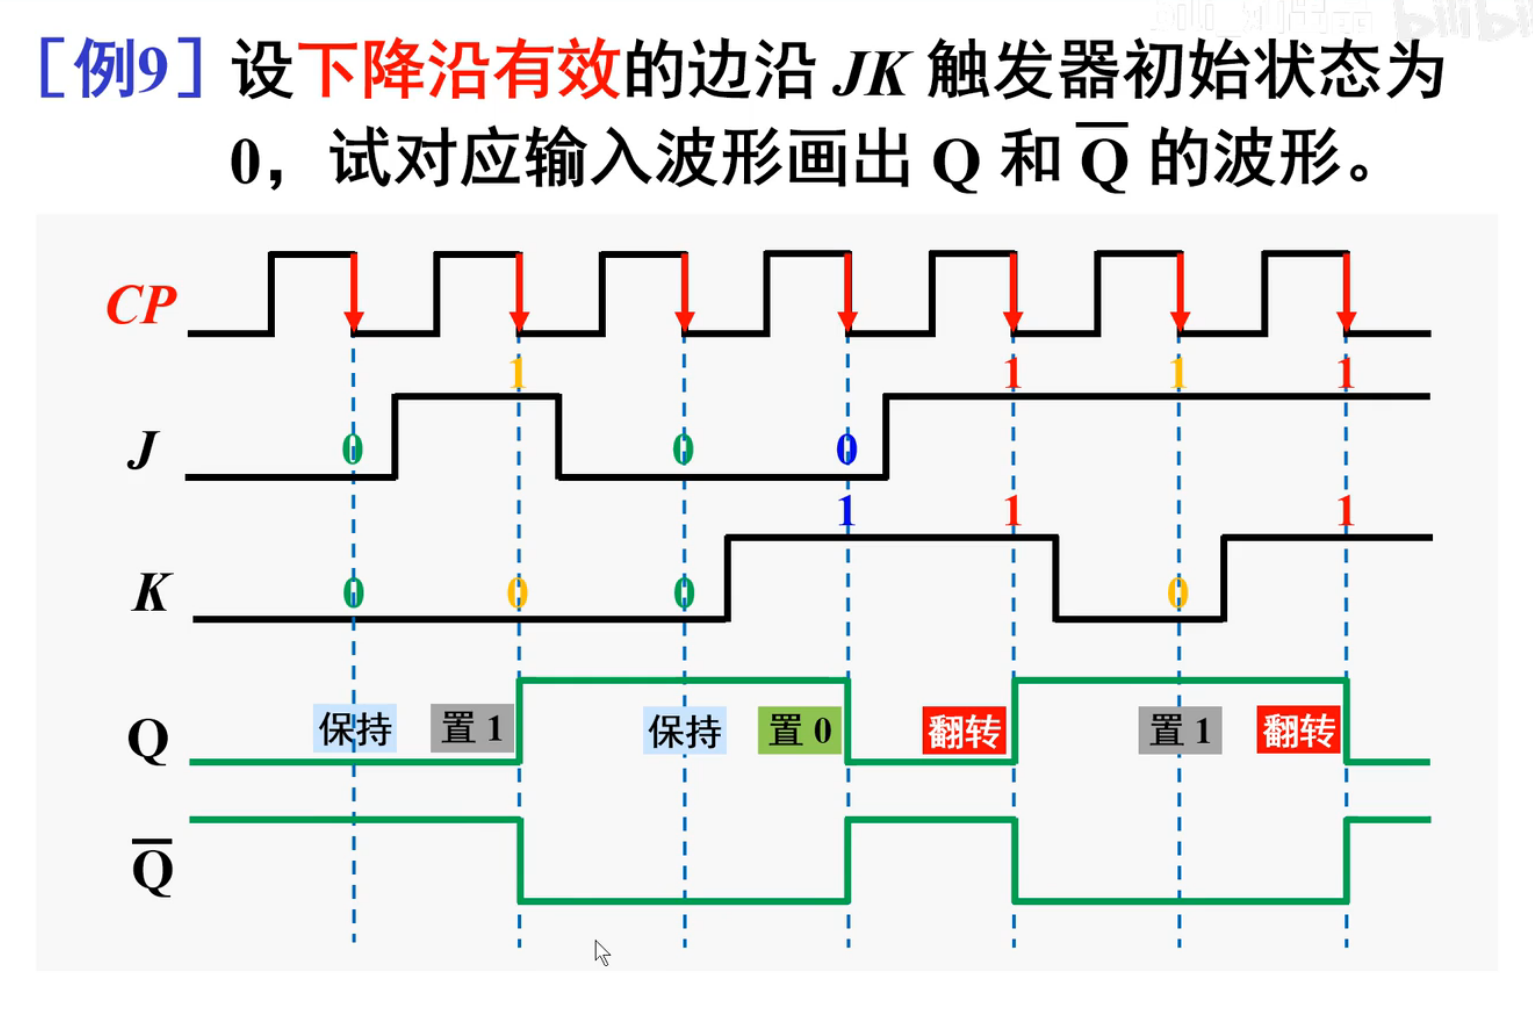 ［例9］设下降沿有效的边沿 JK 触发器初始状态为
0，试对应输入波形画出 Q 和 Q̅ 的波形。
CP
1 1 1 1
J 0 0 0
1 1 1
K 0 0 0 0
Q 保持 置 1 保持 置 0 翻转 置 1 翻转
Q̅